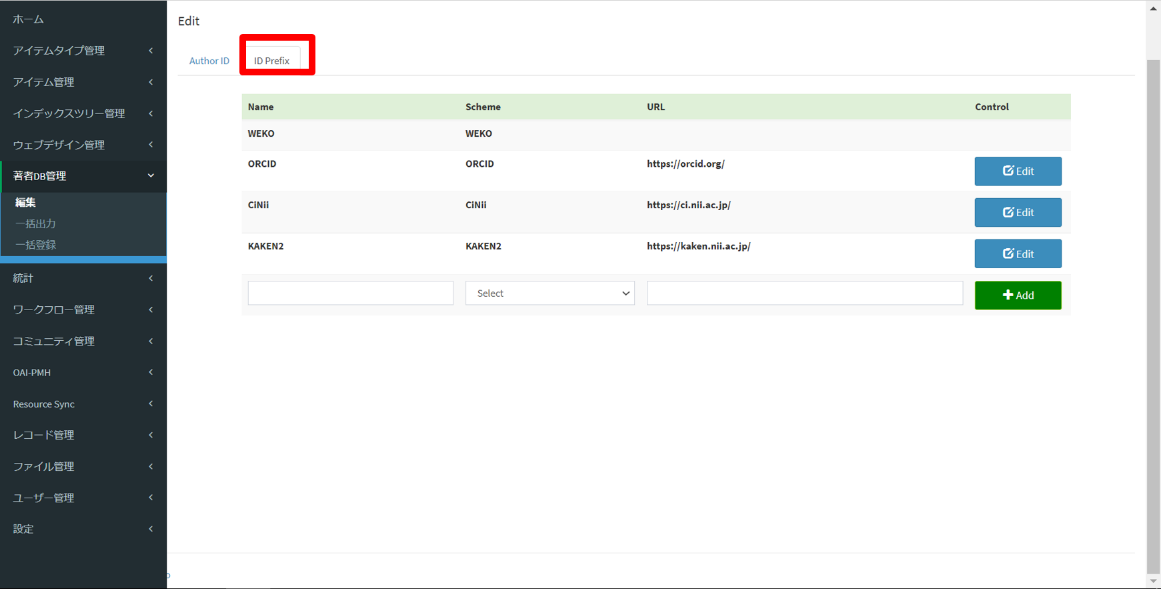 ホーム
アイテムタイプ管理
アイテム管理
インデックスツリー管理
ウェブデザイン管理
著者DB管理
編集
一括出力
一括登録
統計
ワークフロー管理
コミュニティ管理
OAI-PMH
Resource Sync
レコード管理
ファイル管理
ユーザー管理
設定
Edit
Author ID ID Prefix
Name Scheme URL Control
WEKO WEKO
ORCID ORCID https://orcid.org/ Edit
CiNii CiNii https://ci.nii.ac.jp/ Edit
KAKEN2 KAKEN2 https://kaken.nii.ac.jp/ Edit
Select Add